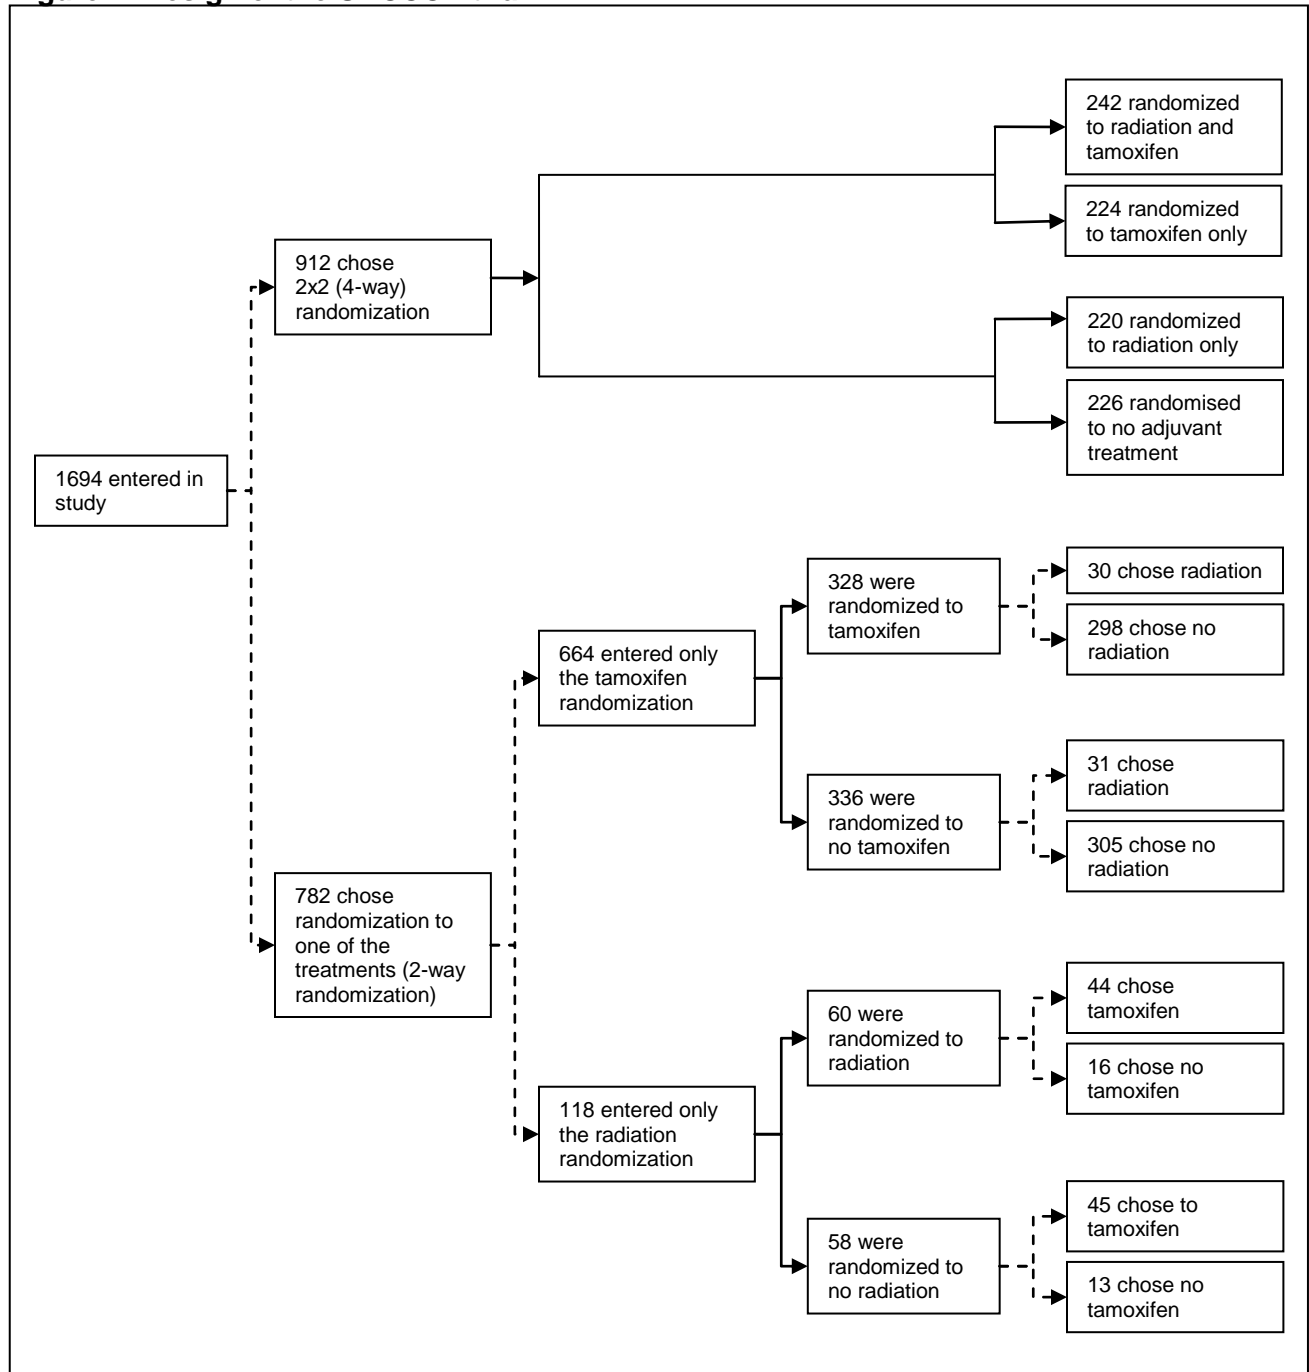 242 randomized
to radiation and
tamoxifen
224 randomized
to tamoxifen only
912 chose
2x2 (4-way)
randomization
220 randomized
to radiation only
226 randomised
to no adjuvant
treatment
1694 entered in
study
328 were
randomized to
tamoxifen
30 chose radiation
298 chose no
radiation
664 entered only
the tamoxifen
randomization
336 were
randomized to
no tamoxifen
31 chose
radiation
305 chose no
radiation
782 chose
randomization to
one of the
treatments (2-way
randomization)
60 were
randomized to
radiation
44 chose
tamoxifen
16 chose no
tamoxifen
118 entered only
the radiation
randomization
58 were
randomized to
no radiation
45 chose to
tamoxifen
13 chose no
tamoxifen